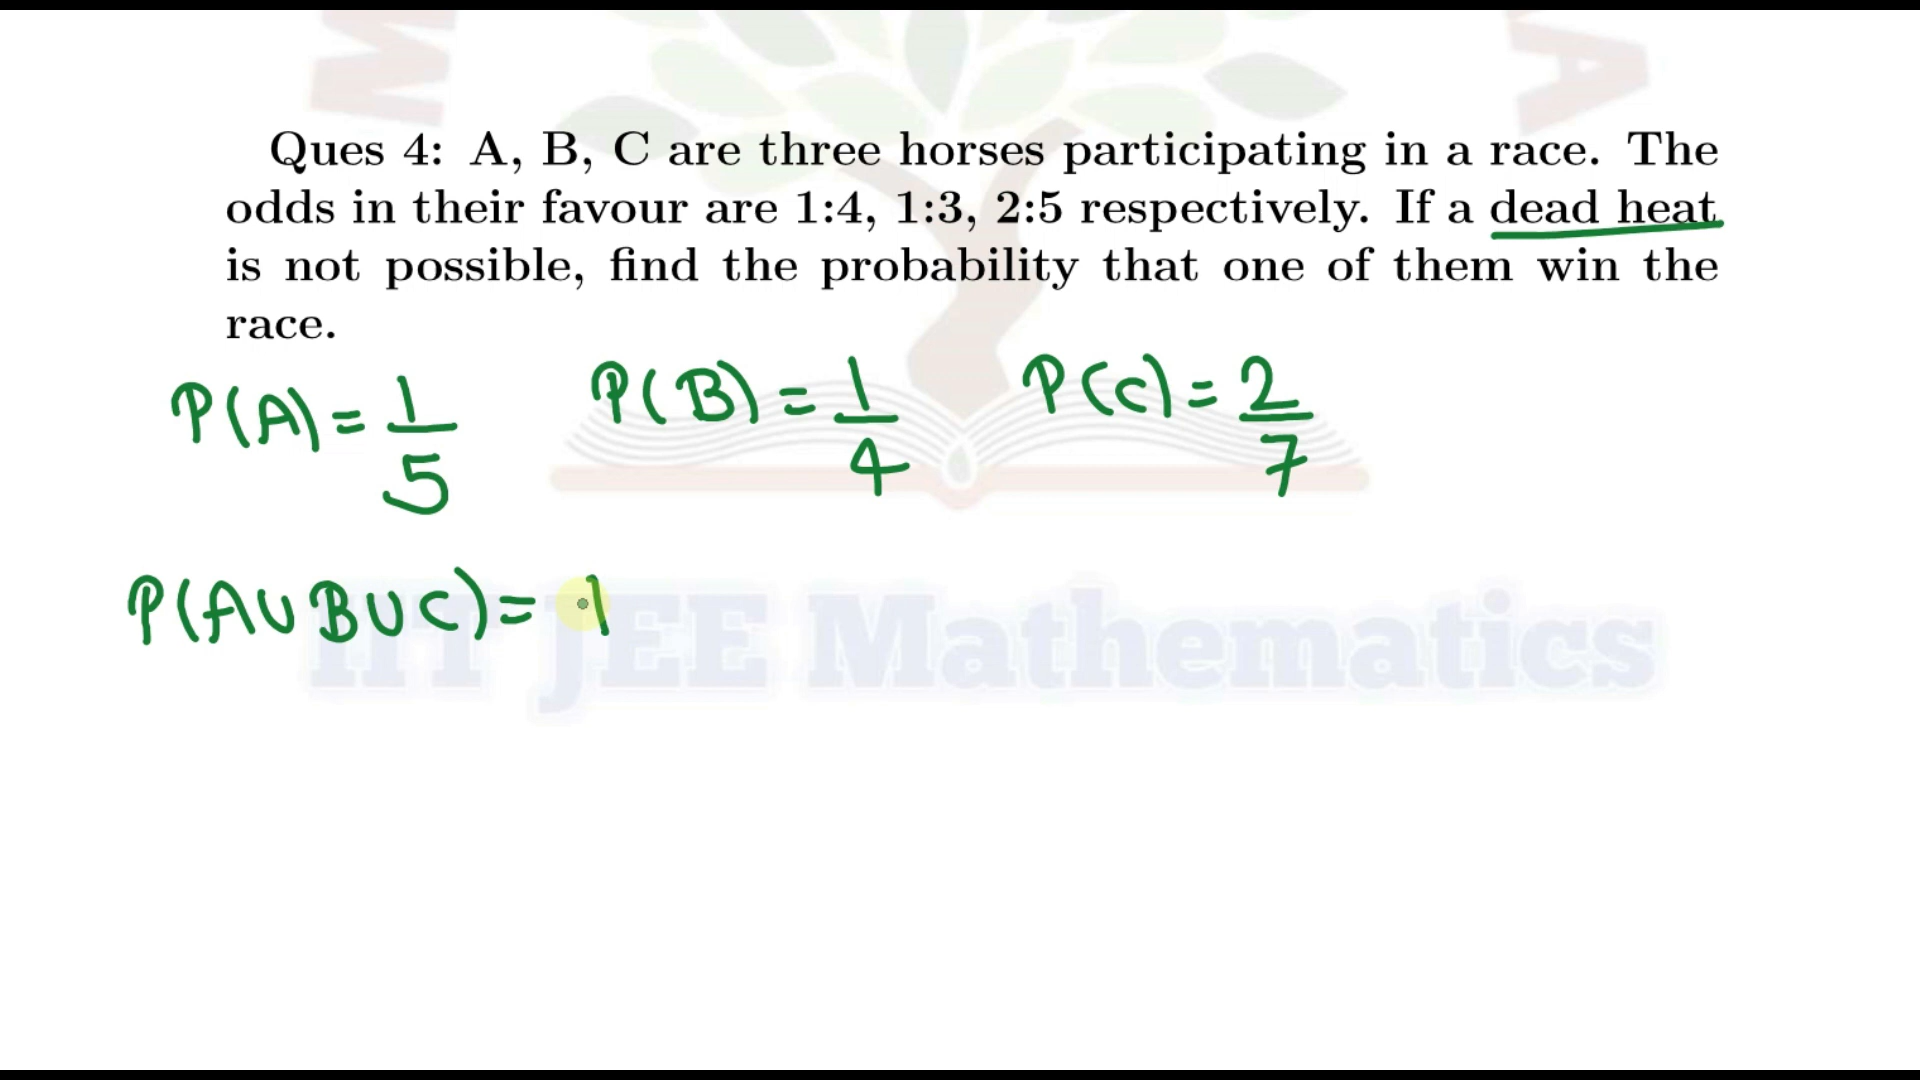 M
A
Ques 4: A, B, C are three horses participating in a race. The
odds in their favour are 1:4, 1:3, 2:5 respectively. If a dead heat
is not possible, find the probability that one of them win the
race.
P(A) = 1/5 P(B) = 1/4 P(C) = 2/7
P(A∪B∪C) = 1
IIT JEE Mathematics